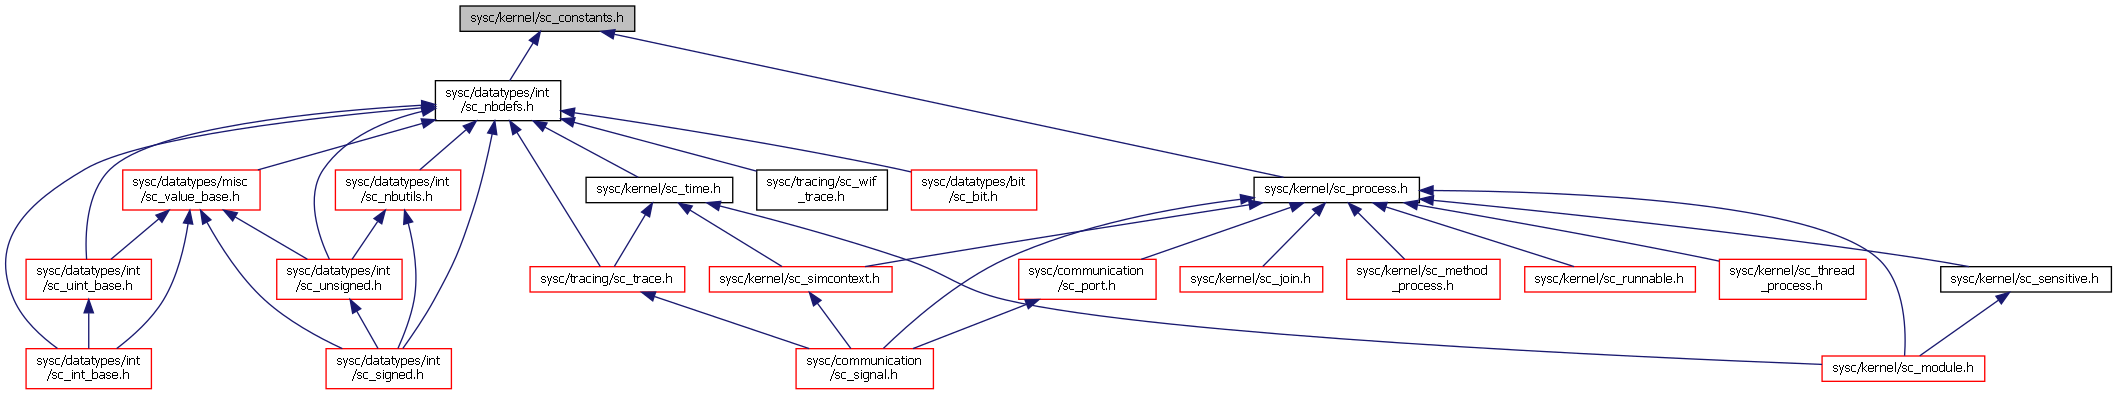 sysc/kernel/sc_constants.h
sysc/datatypes/int
/sc_nbdefs.h
sysc/datatypes/misc
/sc_value_base.h
sysc/datatypes/int
/sc_nbutils.h
sysc/kernel/sc_time.h
sysc/tracing/sc_wif
_trace.h
sysc/datatypes/bit
/sc_bit.h
sysc/kernel/sc_process.h
sysc/datatypes/int
/sc_uint_base.h
sysc/datatypes/int
/sc_unsigned.h
sysc/tracing/sc_trace.h
sysc/kernel/sc_simcontext.h
sysc/communication
/sc_port.h
sysc/kernel/sc_join.h
sysc/kernel/sc_method
_process.h
sysc/kernel/sc_runnable.h
sysc/kernel/sc_thread
_process.h
sysc/kernel/sc_sensitive.h
sysc/datatypes/int
/sc_int_base.h
sysc/datatypes/int
/sc_signed.h
sysc/communication
/sc_signal.h
sysc/kernel/sc_module.h